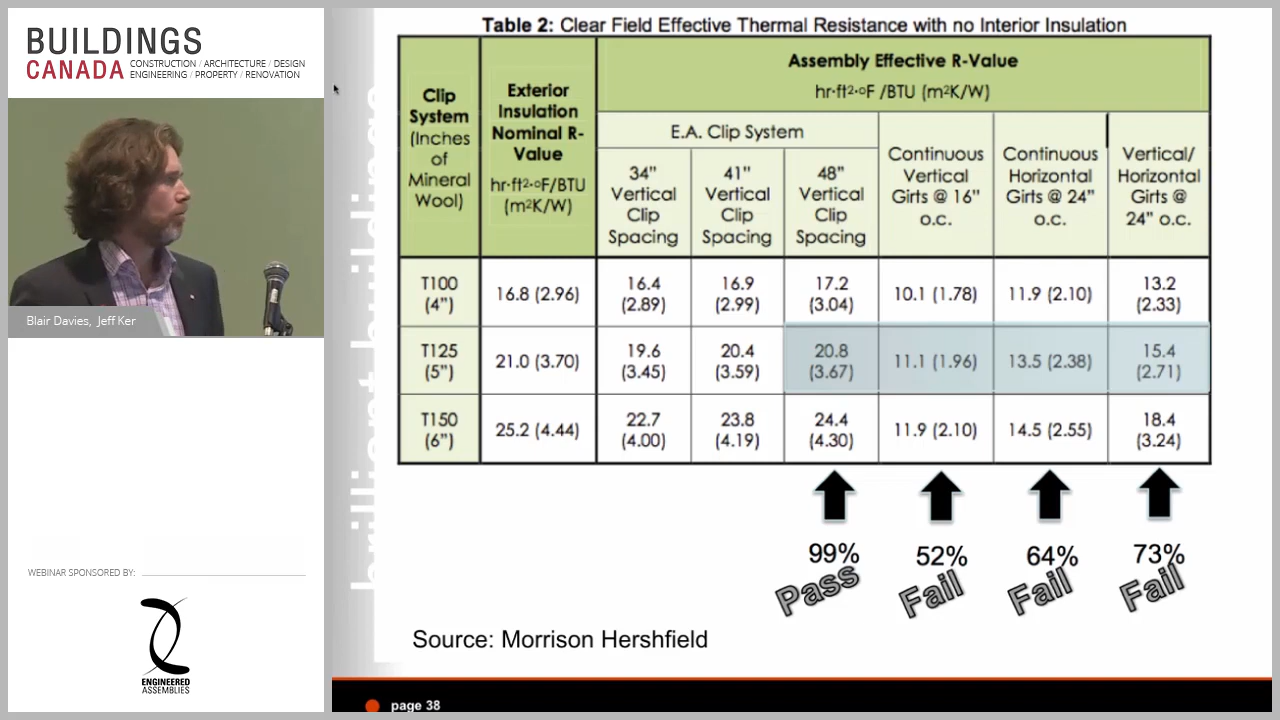 BUILDINGS
CANADA
CONSTRUCTION / ARCHITECTURE / DESIGN
ENGINEERING / PROPERTY / RENOVATION
Blair Davies, Jeff Ker
WEBINAR SPONSORED BY:
ENGINEERED
ASSEMBLIES
Table 2: Clear Field Effective Thermal Resistance with no Interior Insulation
Clip
System
(Inches
of
Mineral
Wool)
Exterior
Insulation
Nominal R-
Value
hr·ft²·°F/BTU
(m²K/W)
Assembly Effective R-Value
hr·ft²·°F /BTU (m²K/W)
E.A. Clip System
34"
Vertical
Clip
Spacing
41"
Vertical
Clip
Spacing
48"
Vertical
Clip
Spacing
Continuous
Vertical
Girts @ 16"
o.c.
Continuous
Horizontal
Girts @ 24"
o.c.
Vertical/
Horizontal
Girts @
24" o.c.
T100
(4")
16.8 (2.96)
16.4
(2.89)
16.9
(2.99)
17.2
(3.04)
10.1 (1.78)
11.9 (2.10)
13.2
(2.33)
T125
(5")
21.0 (3.70)
19.6
(3.45)
20.4
(3.59)
20.8
(3.67)
11.1 (1.96)
13.5 (2.38)
15.4
(2.71)
T150
(6")
25.2 (4.44)
22.7
(4.00)
23.8
(4.19)
24.4
(4.30)
11.9 (2.10)
14.5 (2.55)
18.4
(3.24)
99%
52%
64%
73%
Pass
Fail
Fail
Fail
Source: Morrison Hershfield
page 38